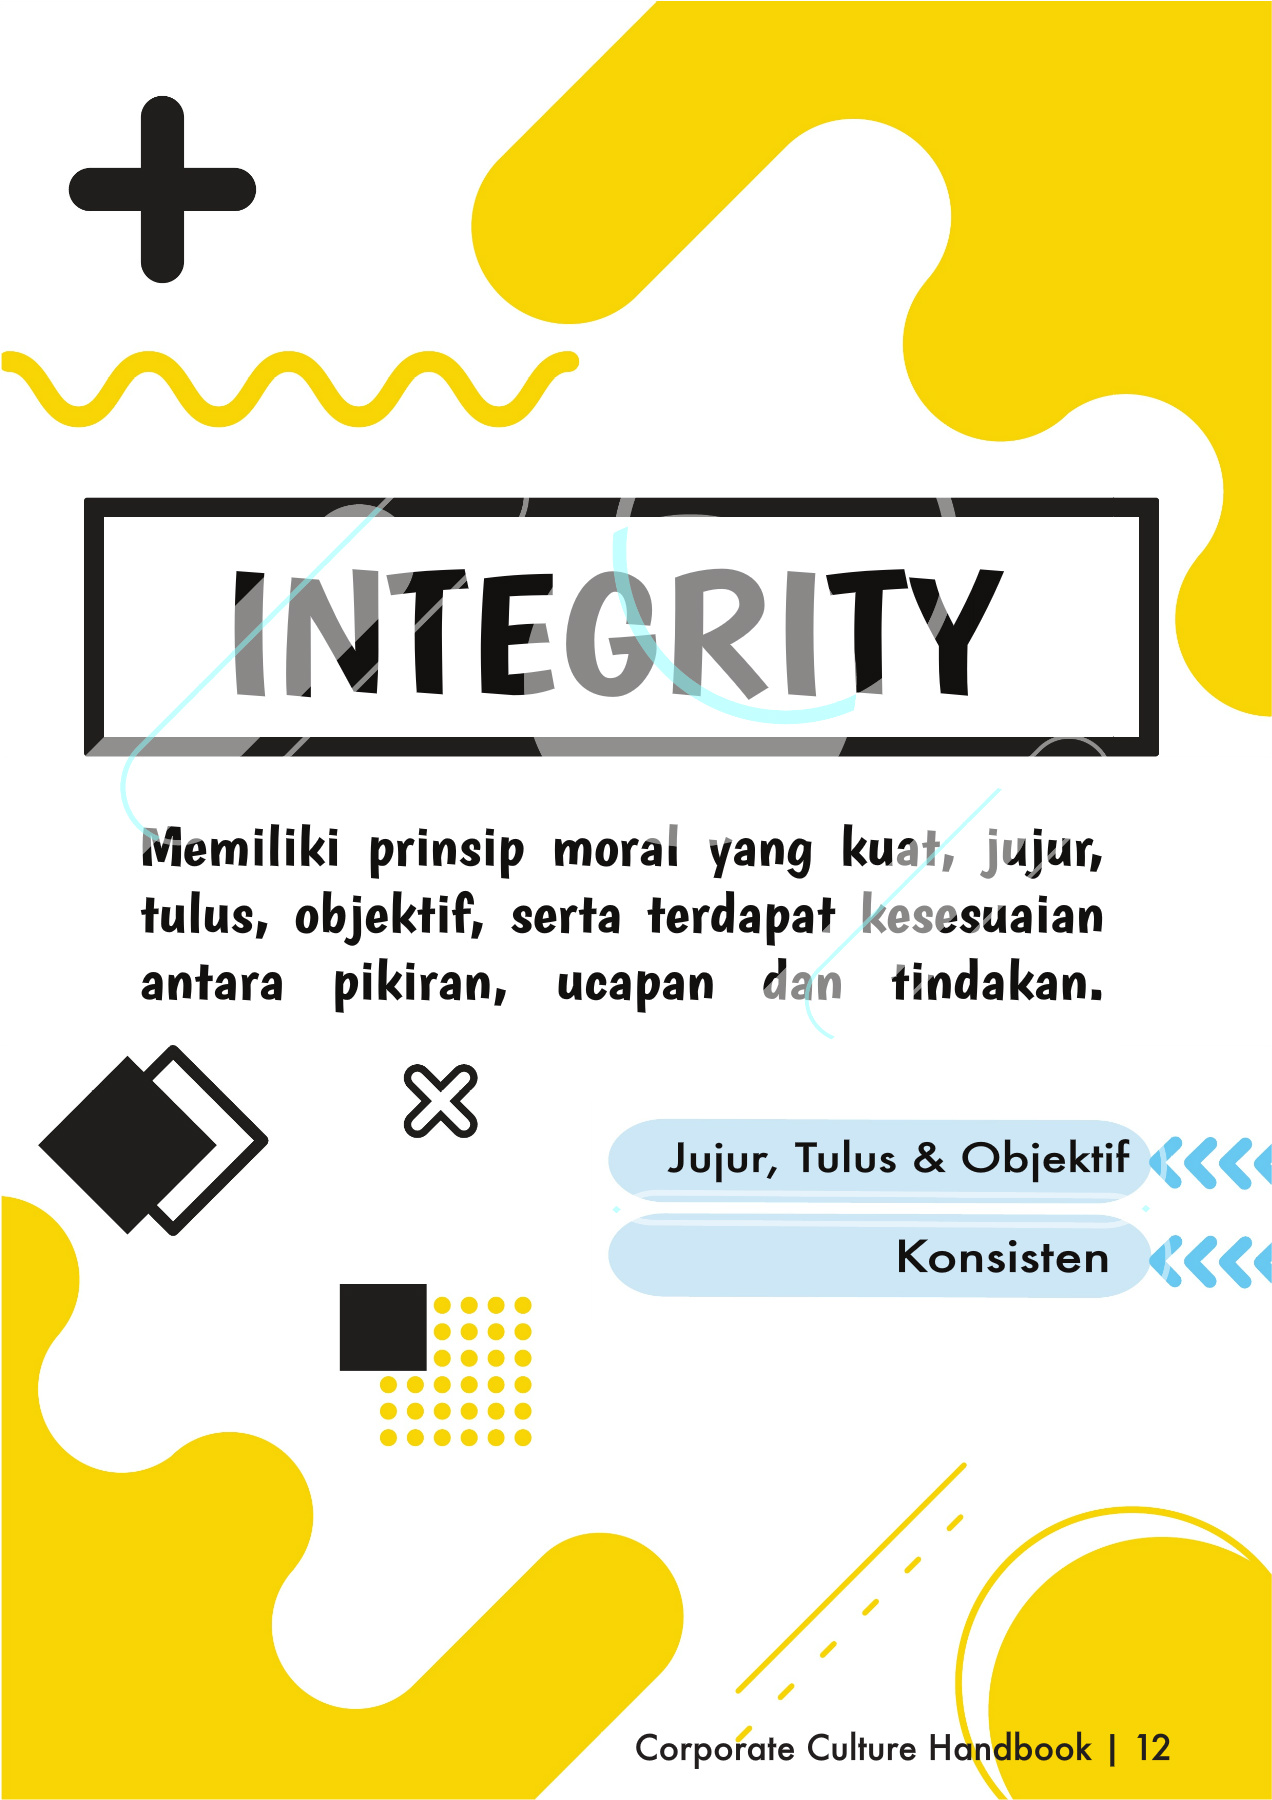 INTEGRITY
Memiliki prinsip moral yang kuat, jujur,
tulus, objektif, serta terdapat kesesuaian
antara pikiran, ucapan dan tindakan.
Jujur, Tulus & Objektif
Konsisten
Corporate Culture Handbook | 12